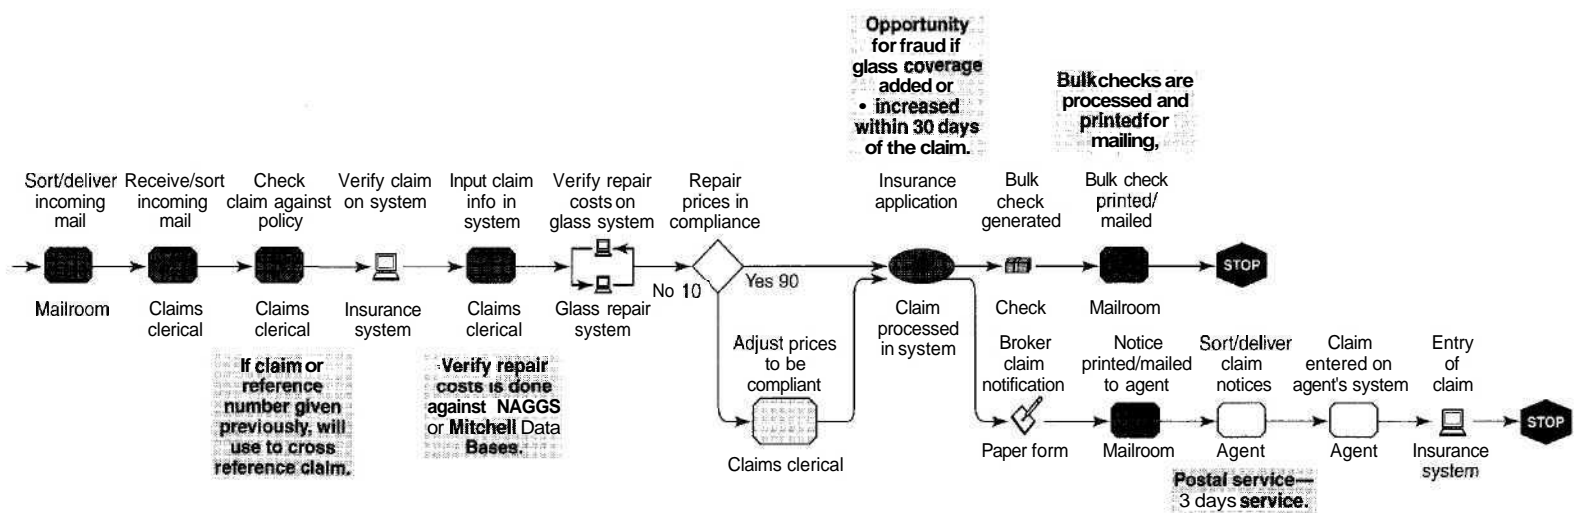 Opportunity
for fraud if
glass coverage
added or
• increased
within 30 days
of the claim.
Bulk checks are
processed and
printed for
mailing,
Sort/deliver
incoming
mail
Receive/sort
incoming
mail
Check
claim against
policy
Verify claim
on system
Input claim
info in
system
Verify repair
costs on
glass system
Repair
prices in
compliance
Insurance
application
Bulk
check
generated
Bulk check
printed/
mailed
STOP
No 10
Yes 90
Mailroom
Claims
clerical
Claims
clerical
Insurance
system
Claims
clerical
Glass repair
system
Claim
processed
in system
Check
Mailroom
If claim or
reference
number given
previously, will
use to cross
reference claim.
Verify repair
costs is done
against NAGGS
or Mitchell Data
Bases.
Adjust prices
to be
compliant
Claims clerical
Broker
claim
notification
Notice
printed/mailed
to agent
Sort/deliver
claim
notices
Claim
entered on
agent's system
Entry
of
claim
STOP
Paper form
Mailroom
Agent
Agent
Insurance
system
Postal service—
3 days service.